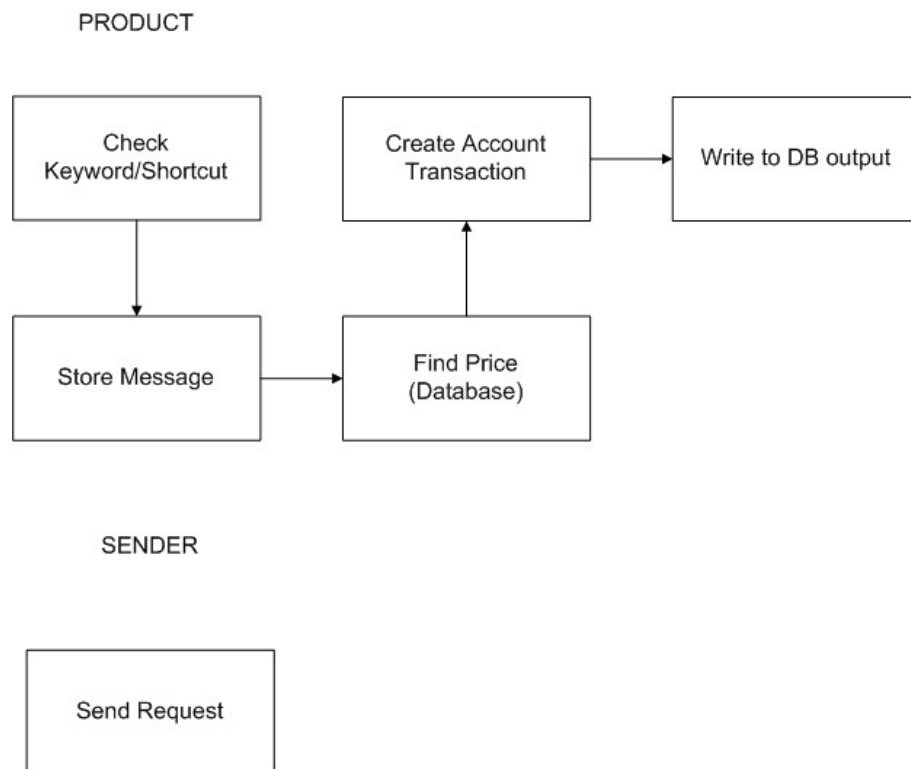 PRODUCT
Check
Keyword/Shortcut
Create Account
Transaction
Write to DB output
Store Message
Find Price
(Database)
SENDER
Send Request